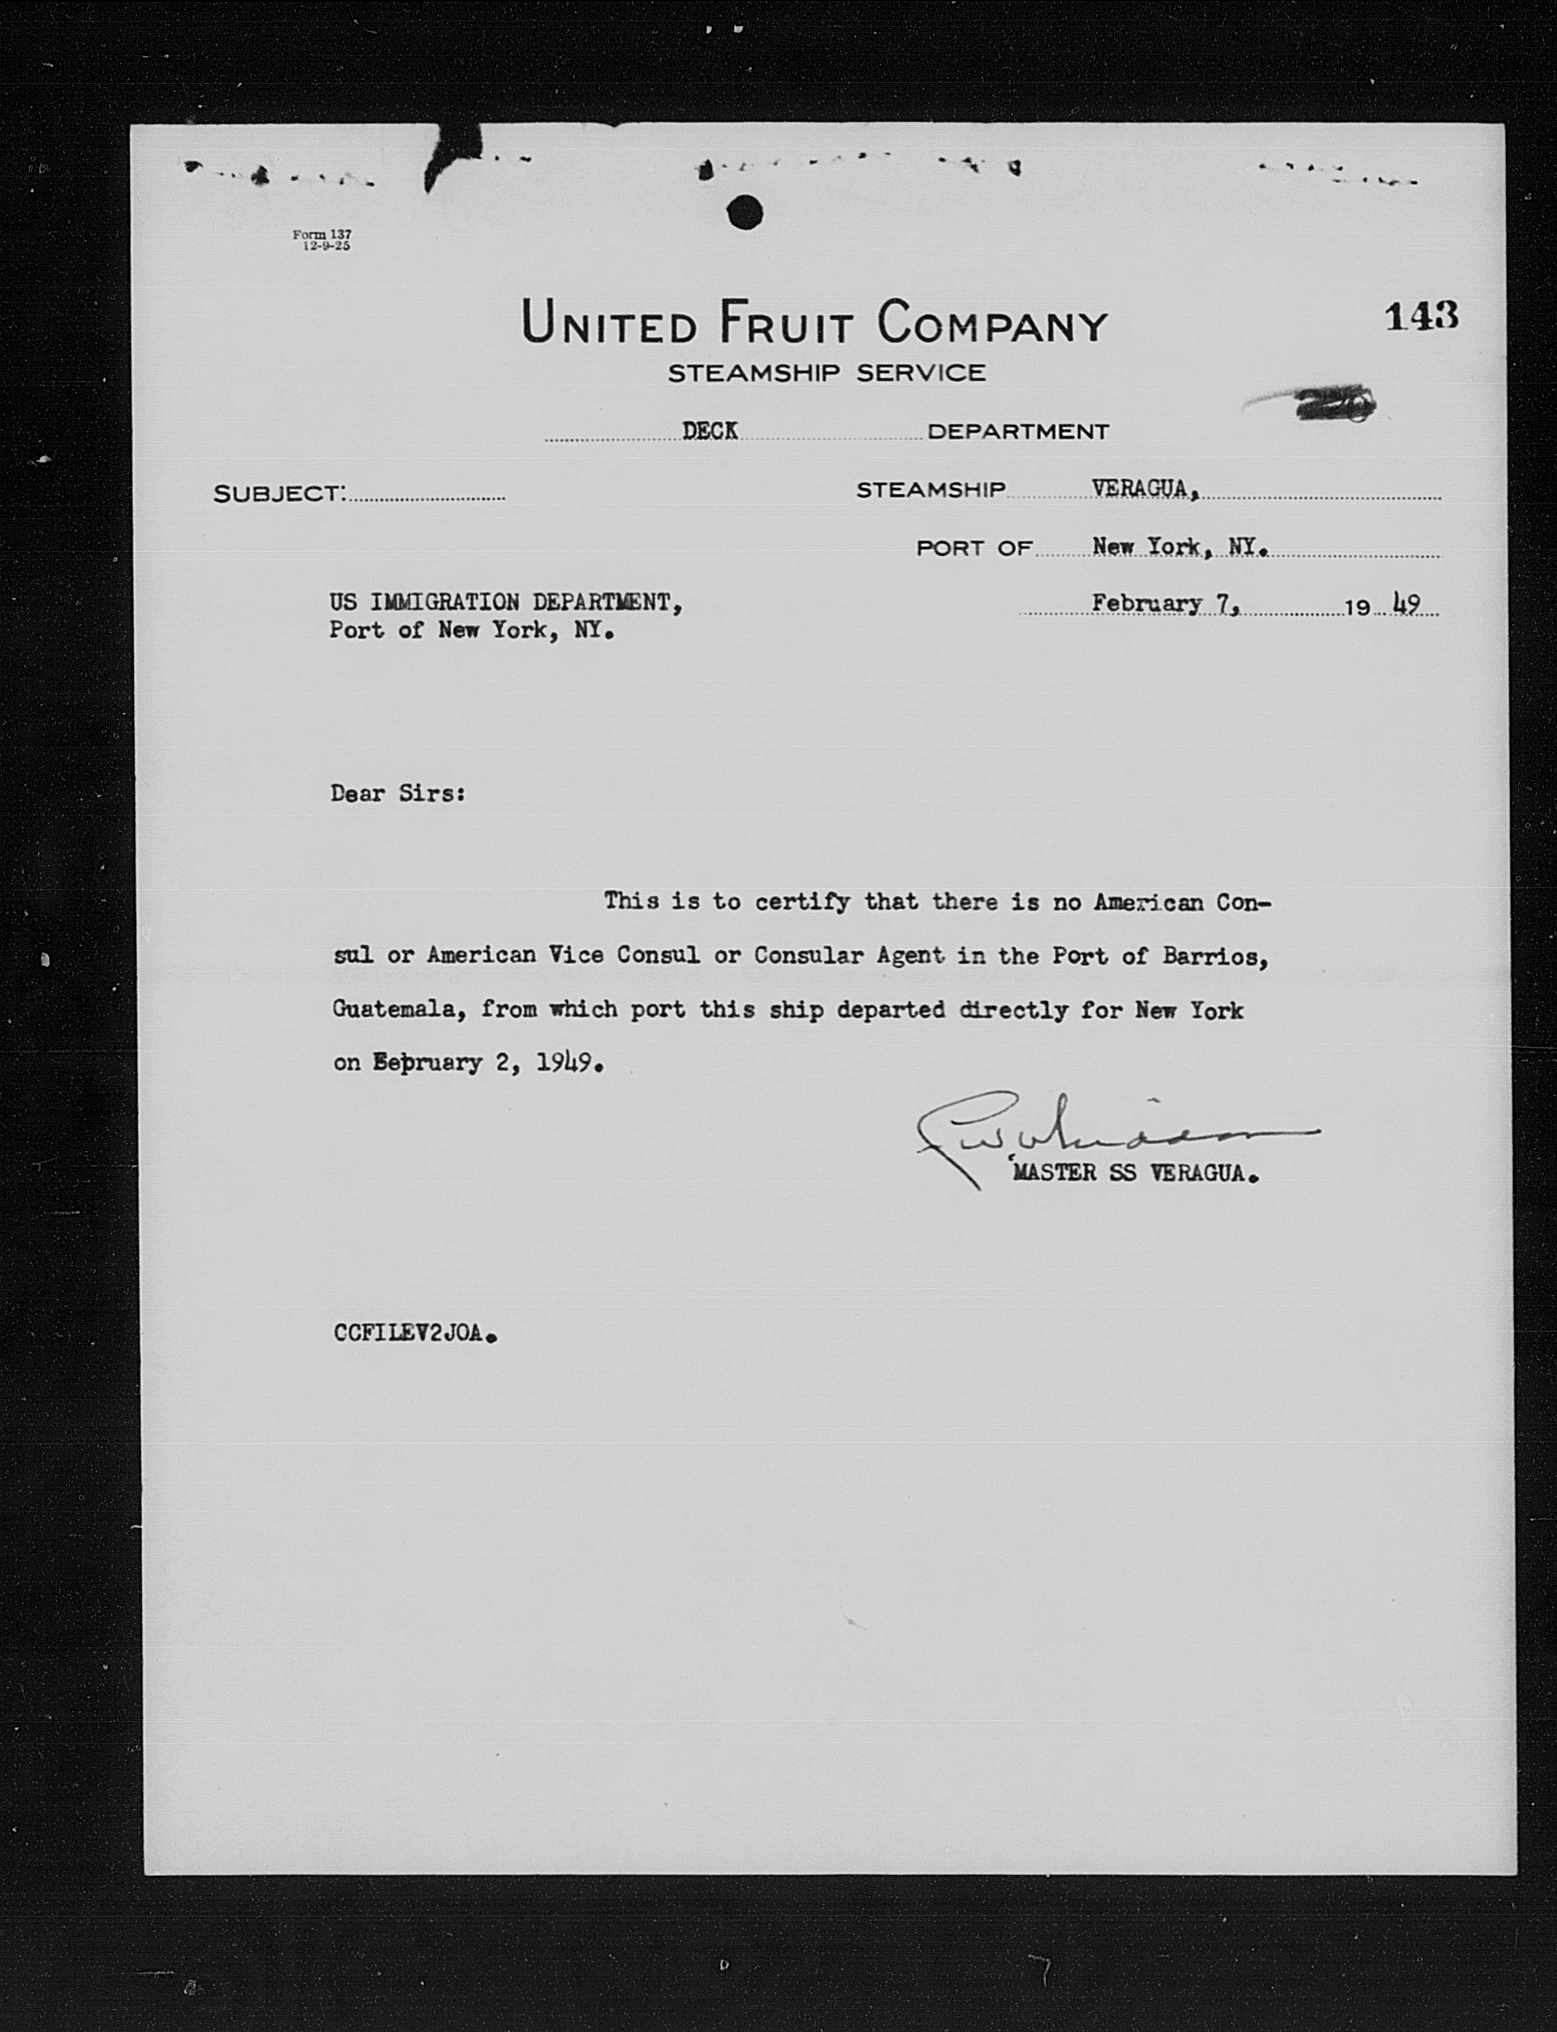 Form 137
12-9-25
UNITED FRUIT COMPANY
143
STEAMSHIP SERVICE
DECK DEPARTMENT
SUBJECT:
STEAMSHIP VERAGUA,
PORT OF New York, NY.
US IMMIGRATION DEPARTMENT,
February 7, 1949
Port of New York, NY.
Dear Sirs:
This is to certify that there is no American Con-
sul or American Vice Consul or Consular Agent in the Port of Barrios,
Guatemala, from which port this ship departed directly for New York
on February 2, 1949.
MASTER SS VERAGUA.
CCFILEV2JOA.